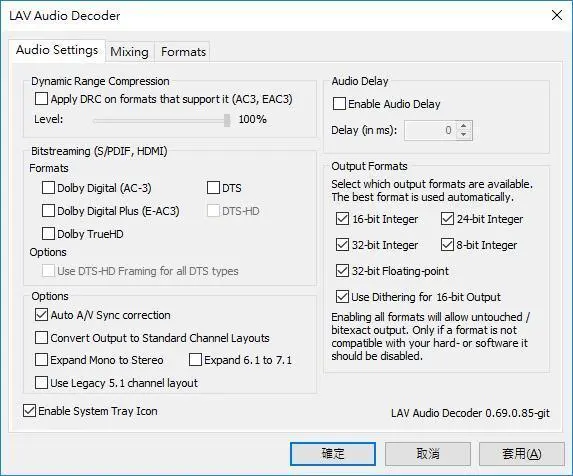 LAV Audio Decoder
Audio Settings Mixing Formats
Dynamic Range Compression
Apply DRC on formats that support it (AC3, EAC3)
Level: 100%
Bitstreaming (S/PDIF, HDMI)
Formats
Dolby Digital (AC-3) DTS
Dolby Digital Plus (E-AC3) DTS-HD
Dolby TrueHD
Options
Use DTS-HD Framing for all DTS types
Options
Auto A/V Sync correction
Convert Output to Standard Channel Layouts
Expand Mono to Stereo Expand 6.1 to 7.1
Use Legacy 5.1 channel layout
Enable System Tray Icon
Audio Delay
Enable Audio Delay
Delay (in ms): 0
Output Formats
Select which output formats are available.
The best format is used automatically.
16-bit Integer 24-bit Integer
32-bit Integer 8-bit Integer
32-bit Floating-point
Use Dithering for 16-bit Output
Enabling all formats will allow untouched /
bitexact output. Only if a format is not
compatible with your hard- or software it
should be disabled.
LAV Audio Decoder 0.69.0.85-git
確定 取消 套用(A)